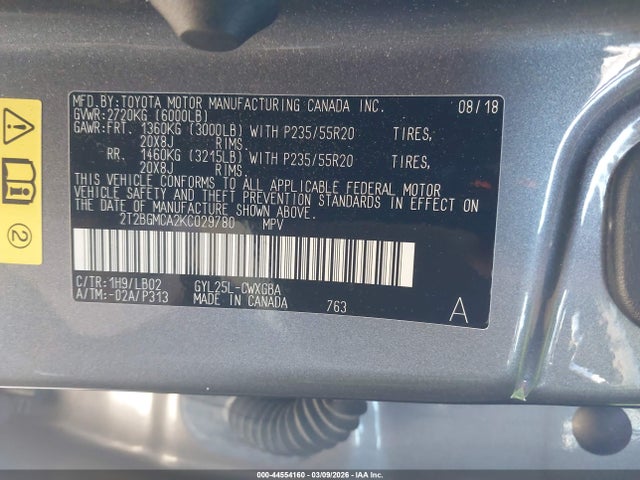 MFD.BY:TOYOTA MOTOR MANUFACTURING CANADA INC. 08/18
GVWR:2720KG (6000LB)
GAWR:FRT. 1360KG (3000LB) WITH P235/55R20 TIRES,
20X8J RIMS.
RR. 1460KG (3215LB) WITH P235/55R20 TIRES,
20X8J RIMS.
THIS VEHICLE CONFORMS TO ALL APPLICABLE FEDERAL MOTOR
VEHICLE SAFETY AND THEFT PREVENTION STANDARDS IN EFFECT ON
THE DATE OF MANUFACTURE SHOWN ABOVE.
2T2BGMCA2KC029780 MPV
C/TR:1H9/LB02 GYL25L-CWXGBA
A/TM:-02A/P313 MADE IN CANADA 763 A
2
000-44554160 | 03/09/2026 | IAA Inc.